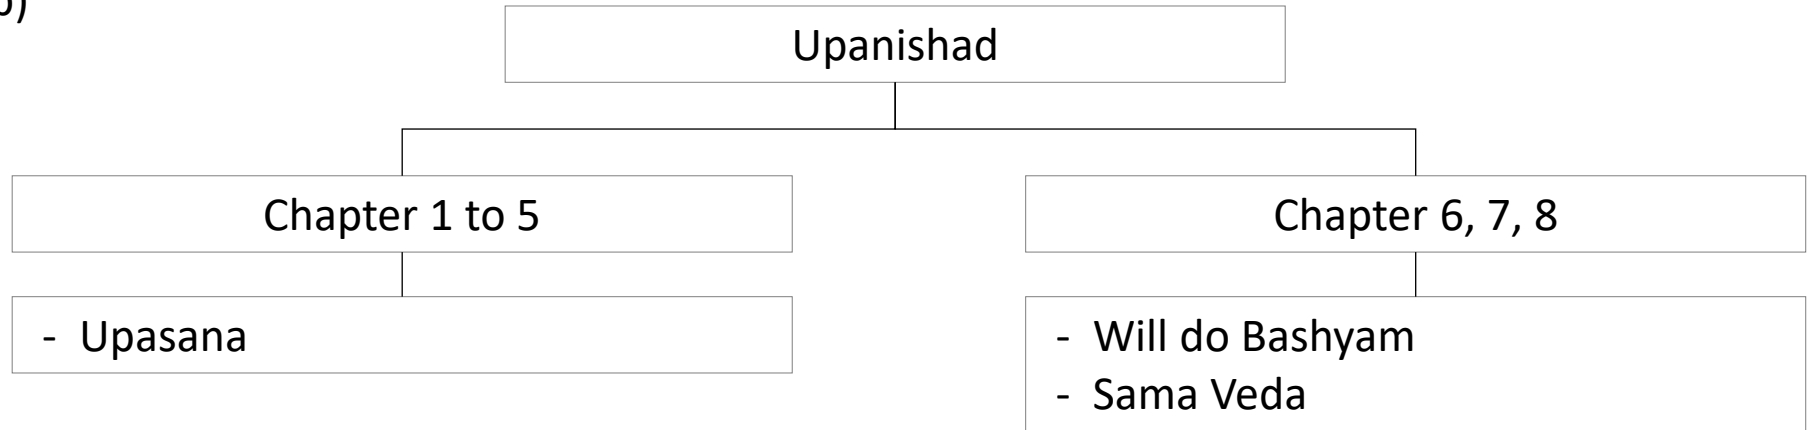 b)
Upanishad
Chapter 1 to 5
Chapter 6, 7, 8
- Upasana
- Will do Bashyam
- Sama Veda